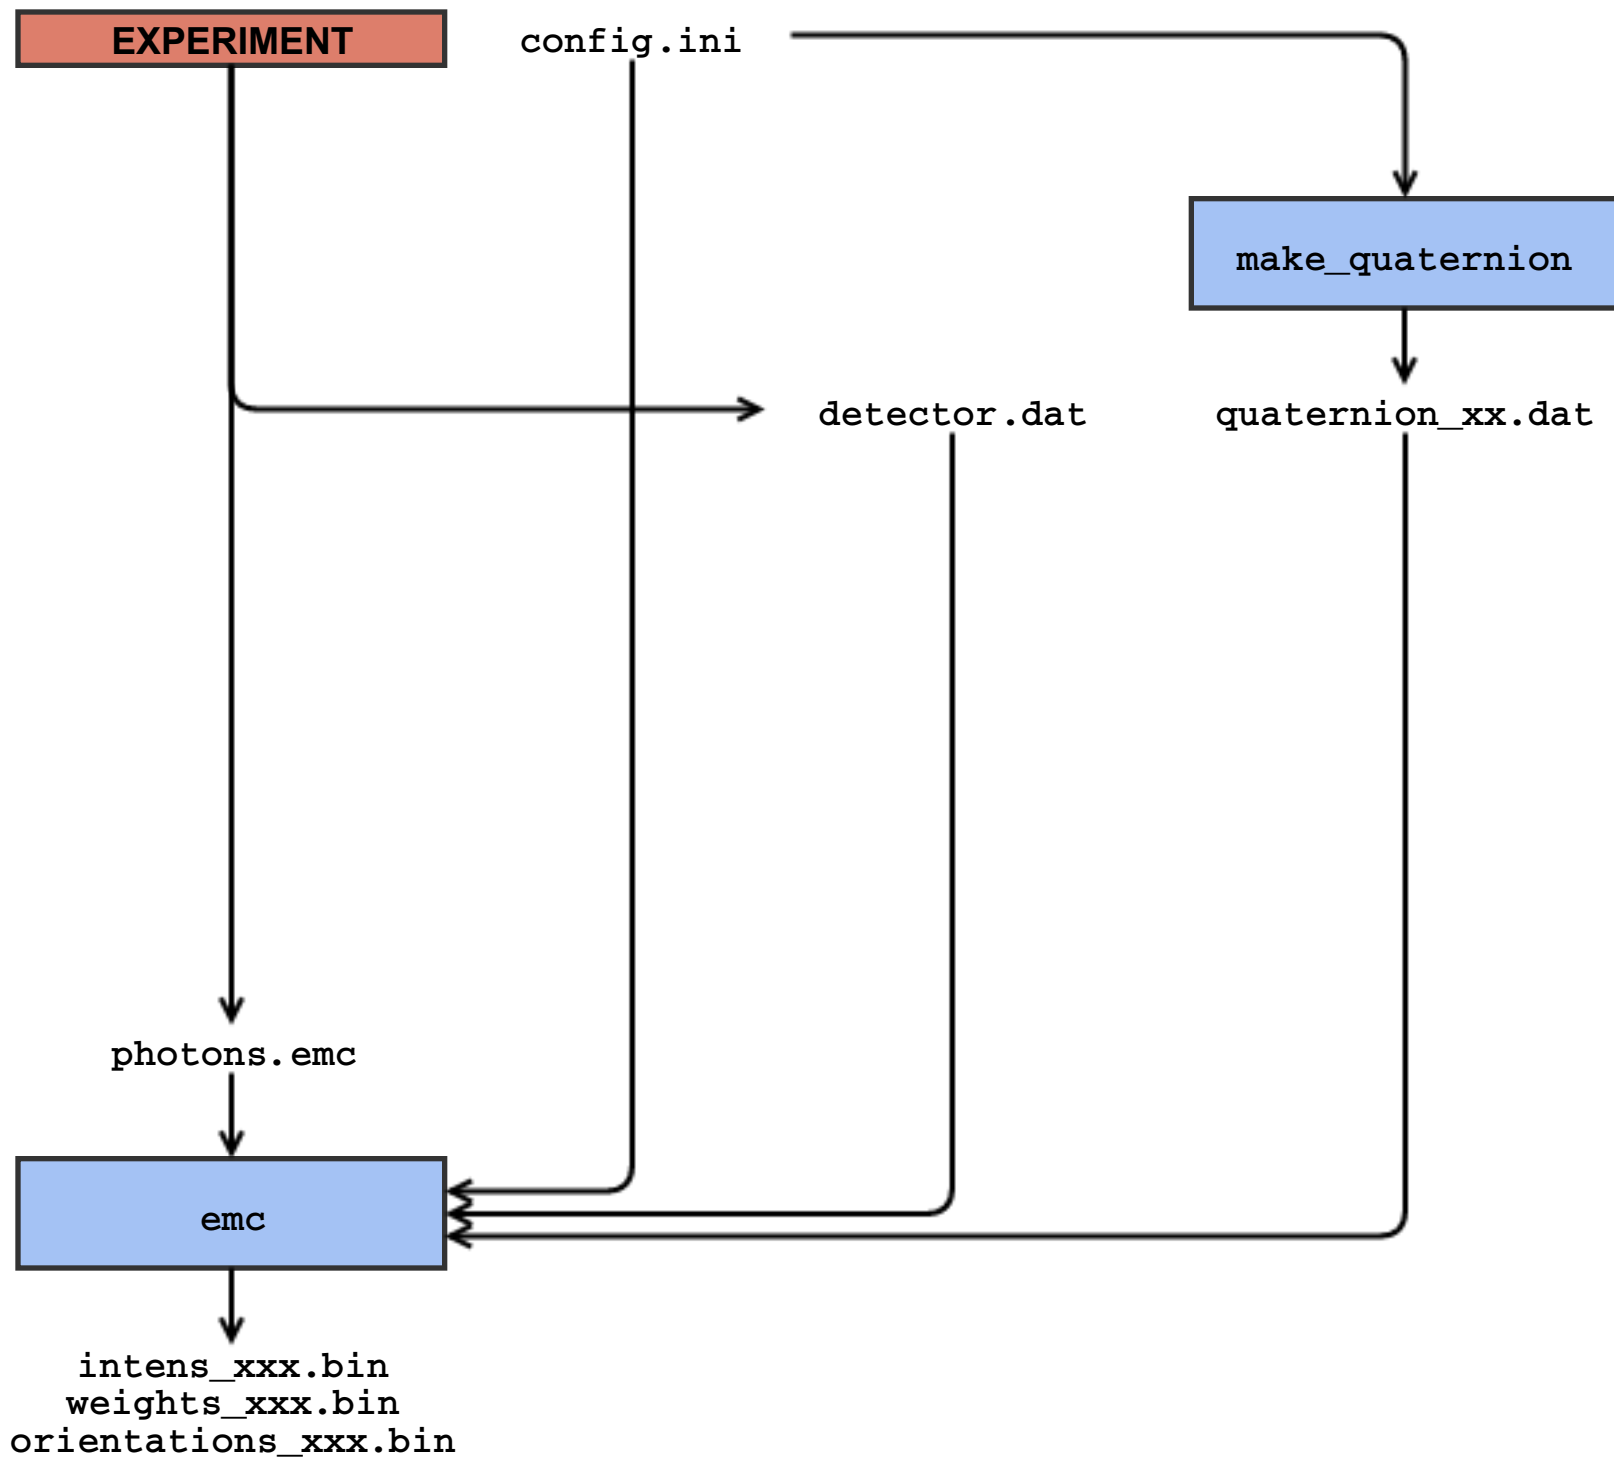 EXPERIMENT
config.ini
make_quaternion
detector.dat
quaternion_xx.dat
photons.emc
emc
intens_xxx.bin
weights_xxx.bin
orientations_xxx.bin